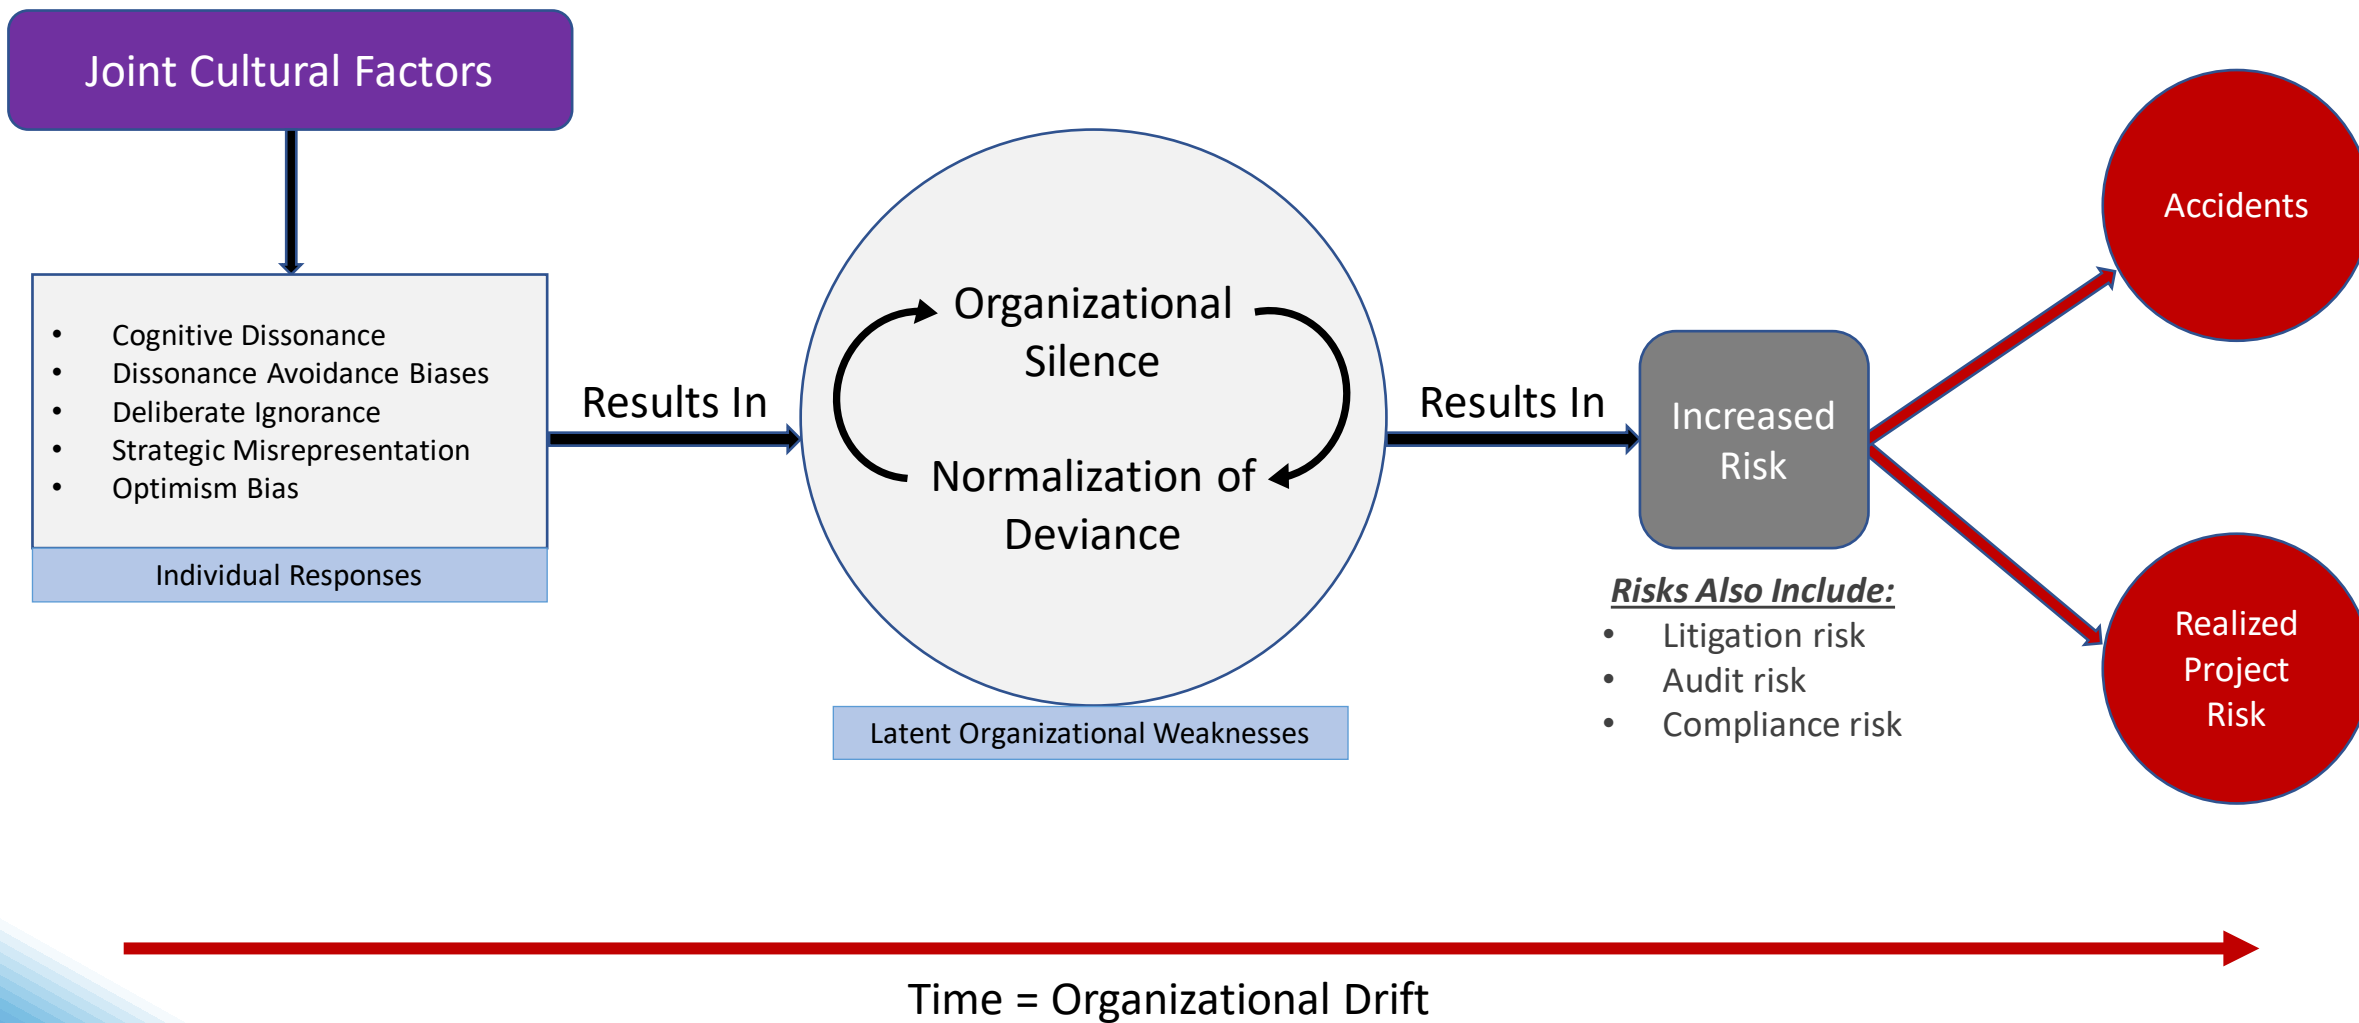 Joint Cultural Factors
• Cognitive Dissonance
• Dissonance Avoidance Biases
• Deliberate Ignorance
• Strategic Misrepresentation
• Optimism Bias
Individual Responses
Results In
Organizational
Silence
Normalization of
Deviance
Latent Organizational Weaknesses
Results In
Increased
Risk
Risks Also Include:
• Litigation risk
• Audit risk
• Compliance risk
Accidents
Realized
Project
Risk
Time = Organizational Drift